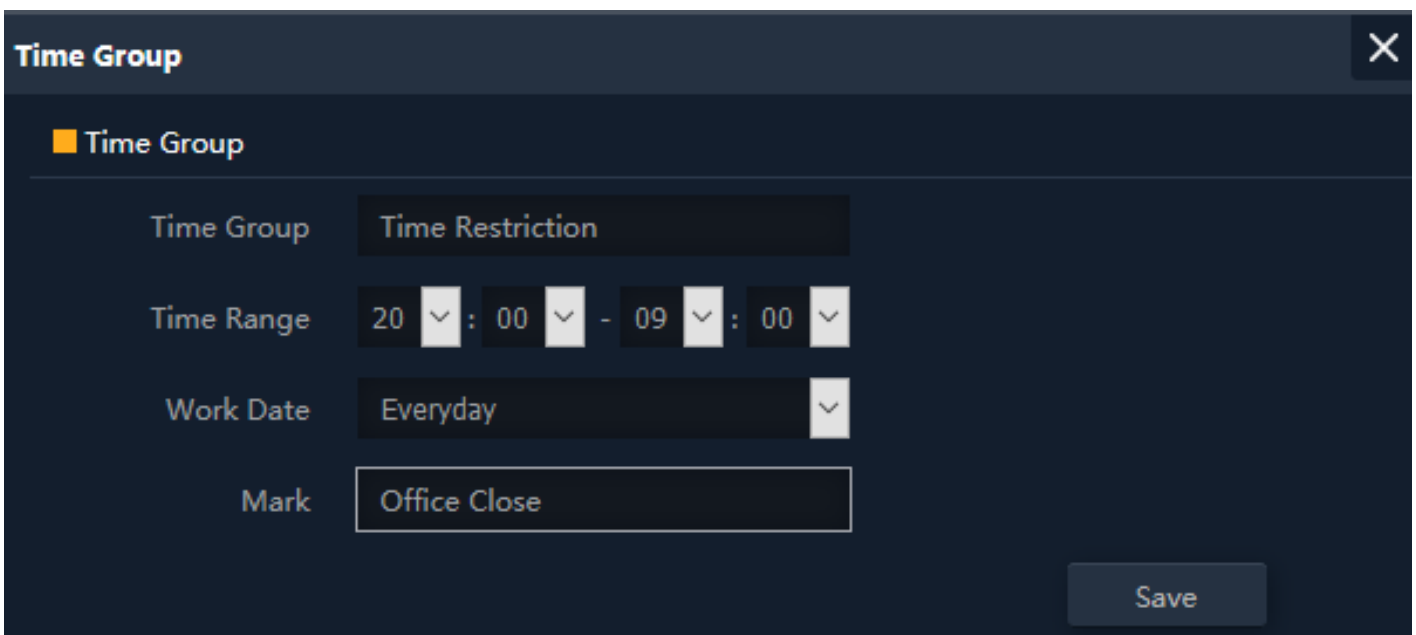 Time Group
Time Group
Time Group Time Restriction
Time Range 20 : 00 - 09 : 00
Work Date Everyday
Mark Office Close
Save